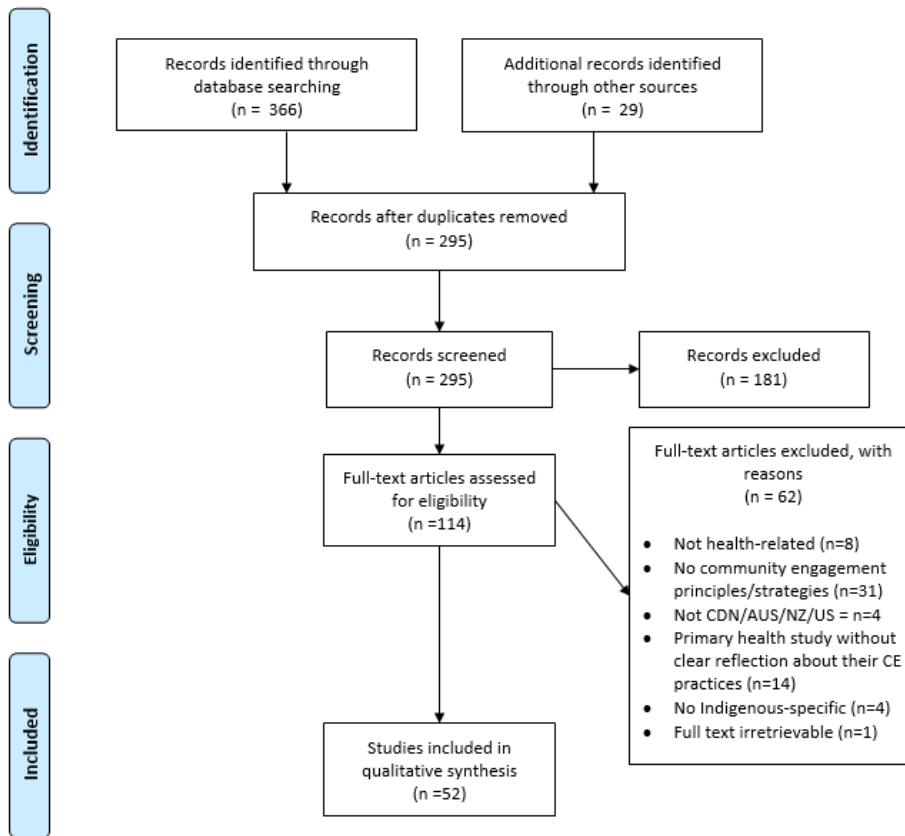 Identification
Records identified through
database searching
(n = 366)
Additional records identified
through other sources
(n = 29)
Records after duplicates removed
(n = 295)
Screening
Records screened
(n = 295)
Records excluded
(n = 181)
Eligibility
Full-text articles assessed
for eligibility
(n =114)
Full-text articles excluded, with
reasons
(n = 62)
• Not health-related (n=8)
• No community engagement
principles/strategies (n=31)
• Not CDN/AUS/NZ/US = n=4
• Primary health study without
clear reflection about their CE
practices (n=14)
• No Indigenous-specific (n=4)
• Full text irretrievable (n=1)
Included
Studies included in
qualitative synthesis
(n =52)